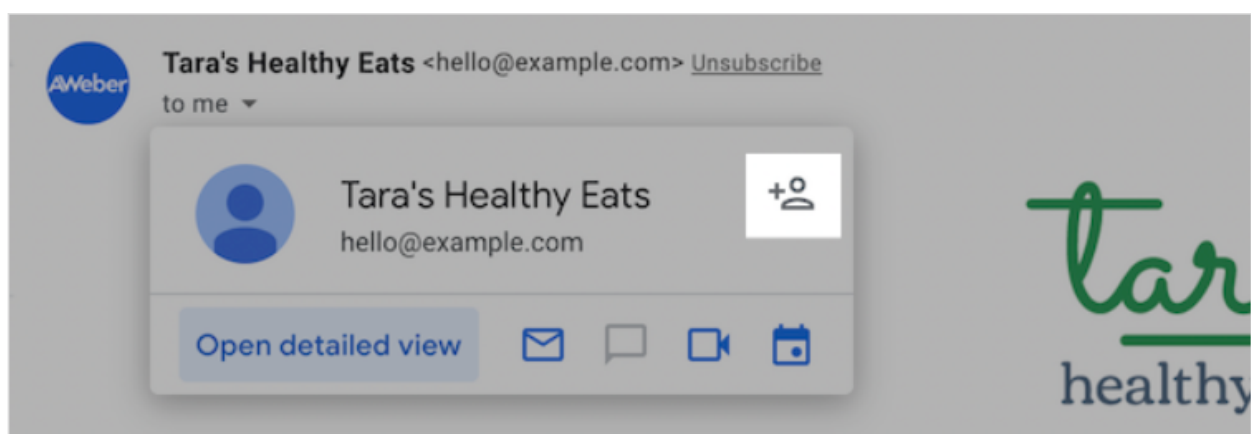 AWeber
Tara's Healthy Eats <hello@example.com> Unsubscribe
to me
Tara's Healthy Eats
hello@example.com
Open detailed view
tar
healthy